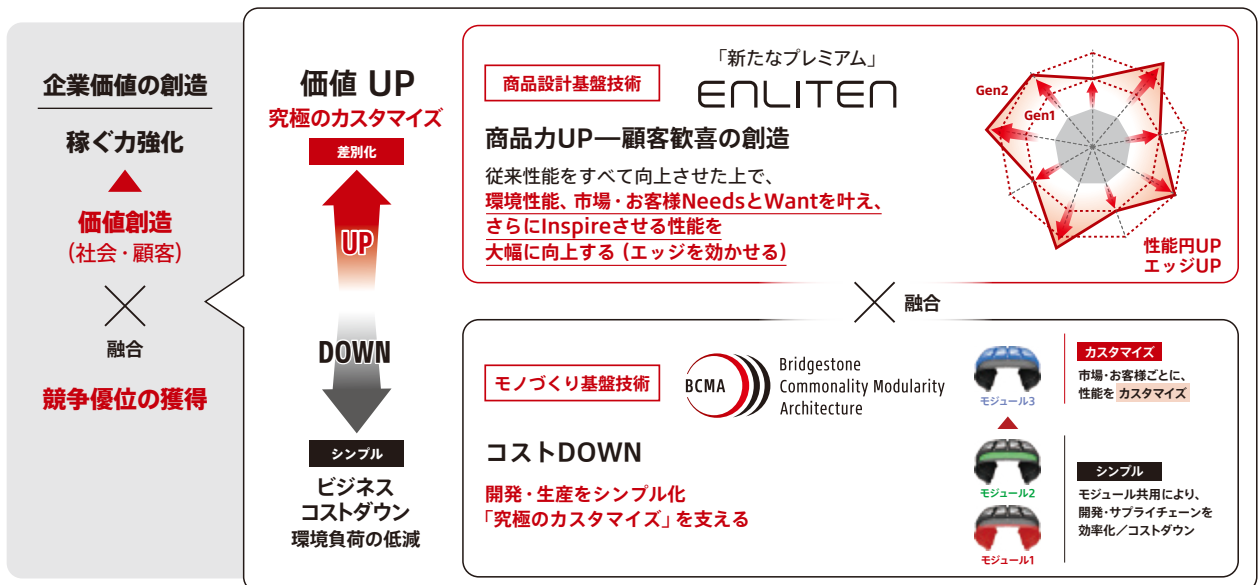 企業価値の創造
稼ぐ力強化
価値創造
(社会・顧客)
融合
競争優位の獲得
価値 UP
究極のカスタマイズ
差別化
UP
DOWN
シンプル
ビジネス
コストダウン
環境負荷の低減
商品設計基盤技術
「新たなプレミアム」
ENLITEN
商品力UP―顧客歓喜の創造
従来性能をすべて向上させた上で、
環境性能、市場・お客様NeedsとWantを叶え、
さらにInspireさせる性能を
大幅に向上する(エッジを効かせる)
Gen2
Gen1
性能円UP
エッジUP
融合
モノづくり基盤技術
BCMA
Bridgestone
Commonality Modularity
Architecture
コストDOWN
開発・生産をシンプル化
「究極のカスタマイズ」を支える
モジュール3
モジュール2
モジュール1
カスタマイズ
市場・お客様ごとに、
性能を カスタマイズ
シンプル
モジュール共用により、
開発・サプライチェーンを
効率化／コストダウン